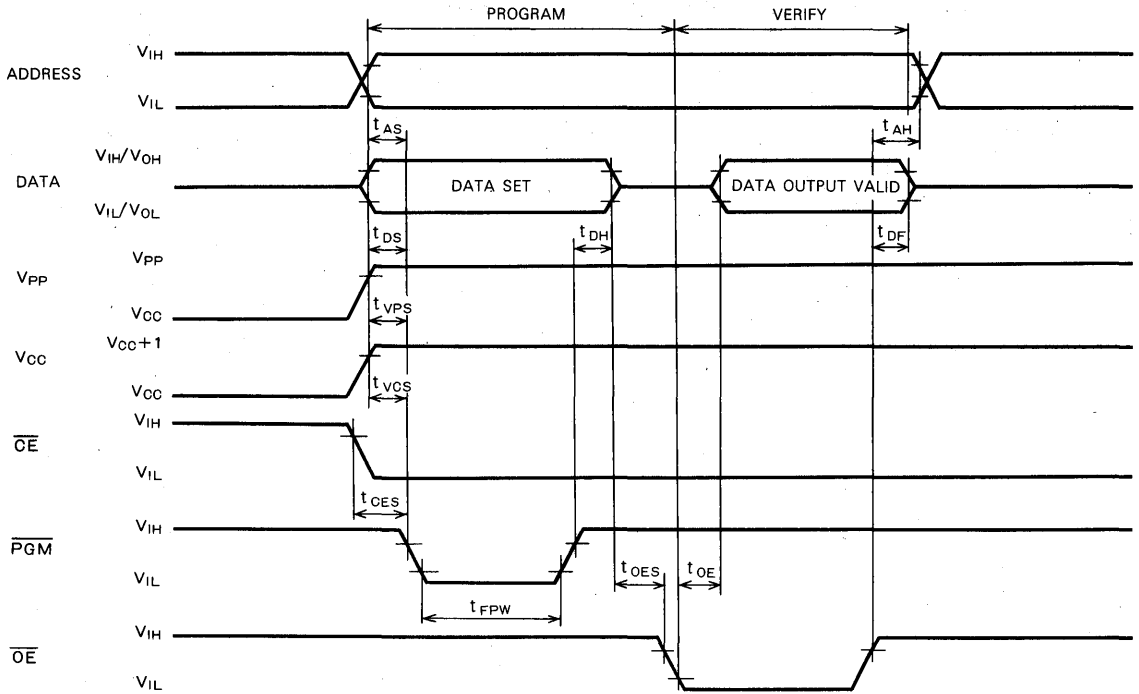 PROGRAM
VERIFY
ADDRESS
VIH
VIL
tAS
tAH
DATA
VIH/VOH
DATA SET
DATA OUTPUT VALID
VIL/VOL
tDS
tDH
tDF
VPP
VPP
tVPS
VCC
VCC
VCC+1
tVCS
VCC
CE
VIH
VIL
tCES
PGM
VIH
VIL
tFPW
tOES
tOE
OE
VIH
VIL